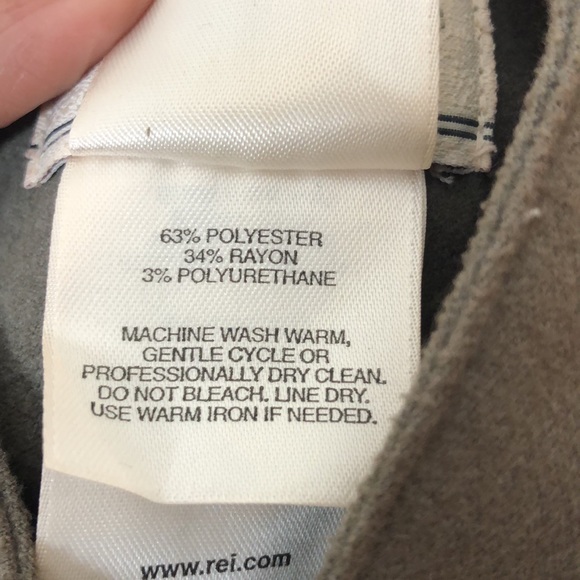 63% POLYESTER
34% RAYON
3% POLYURETHANE
MACHINE WASH WARM,
GENTLE CYCLE OR
PROFESSIONALLY DRY CLEAN.
DO NOT BLEACH. LINE DRY.
USE WARM IRON IF NEEDED.
www.rei.com